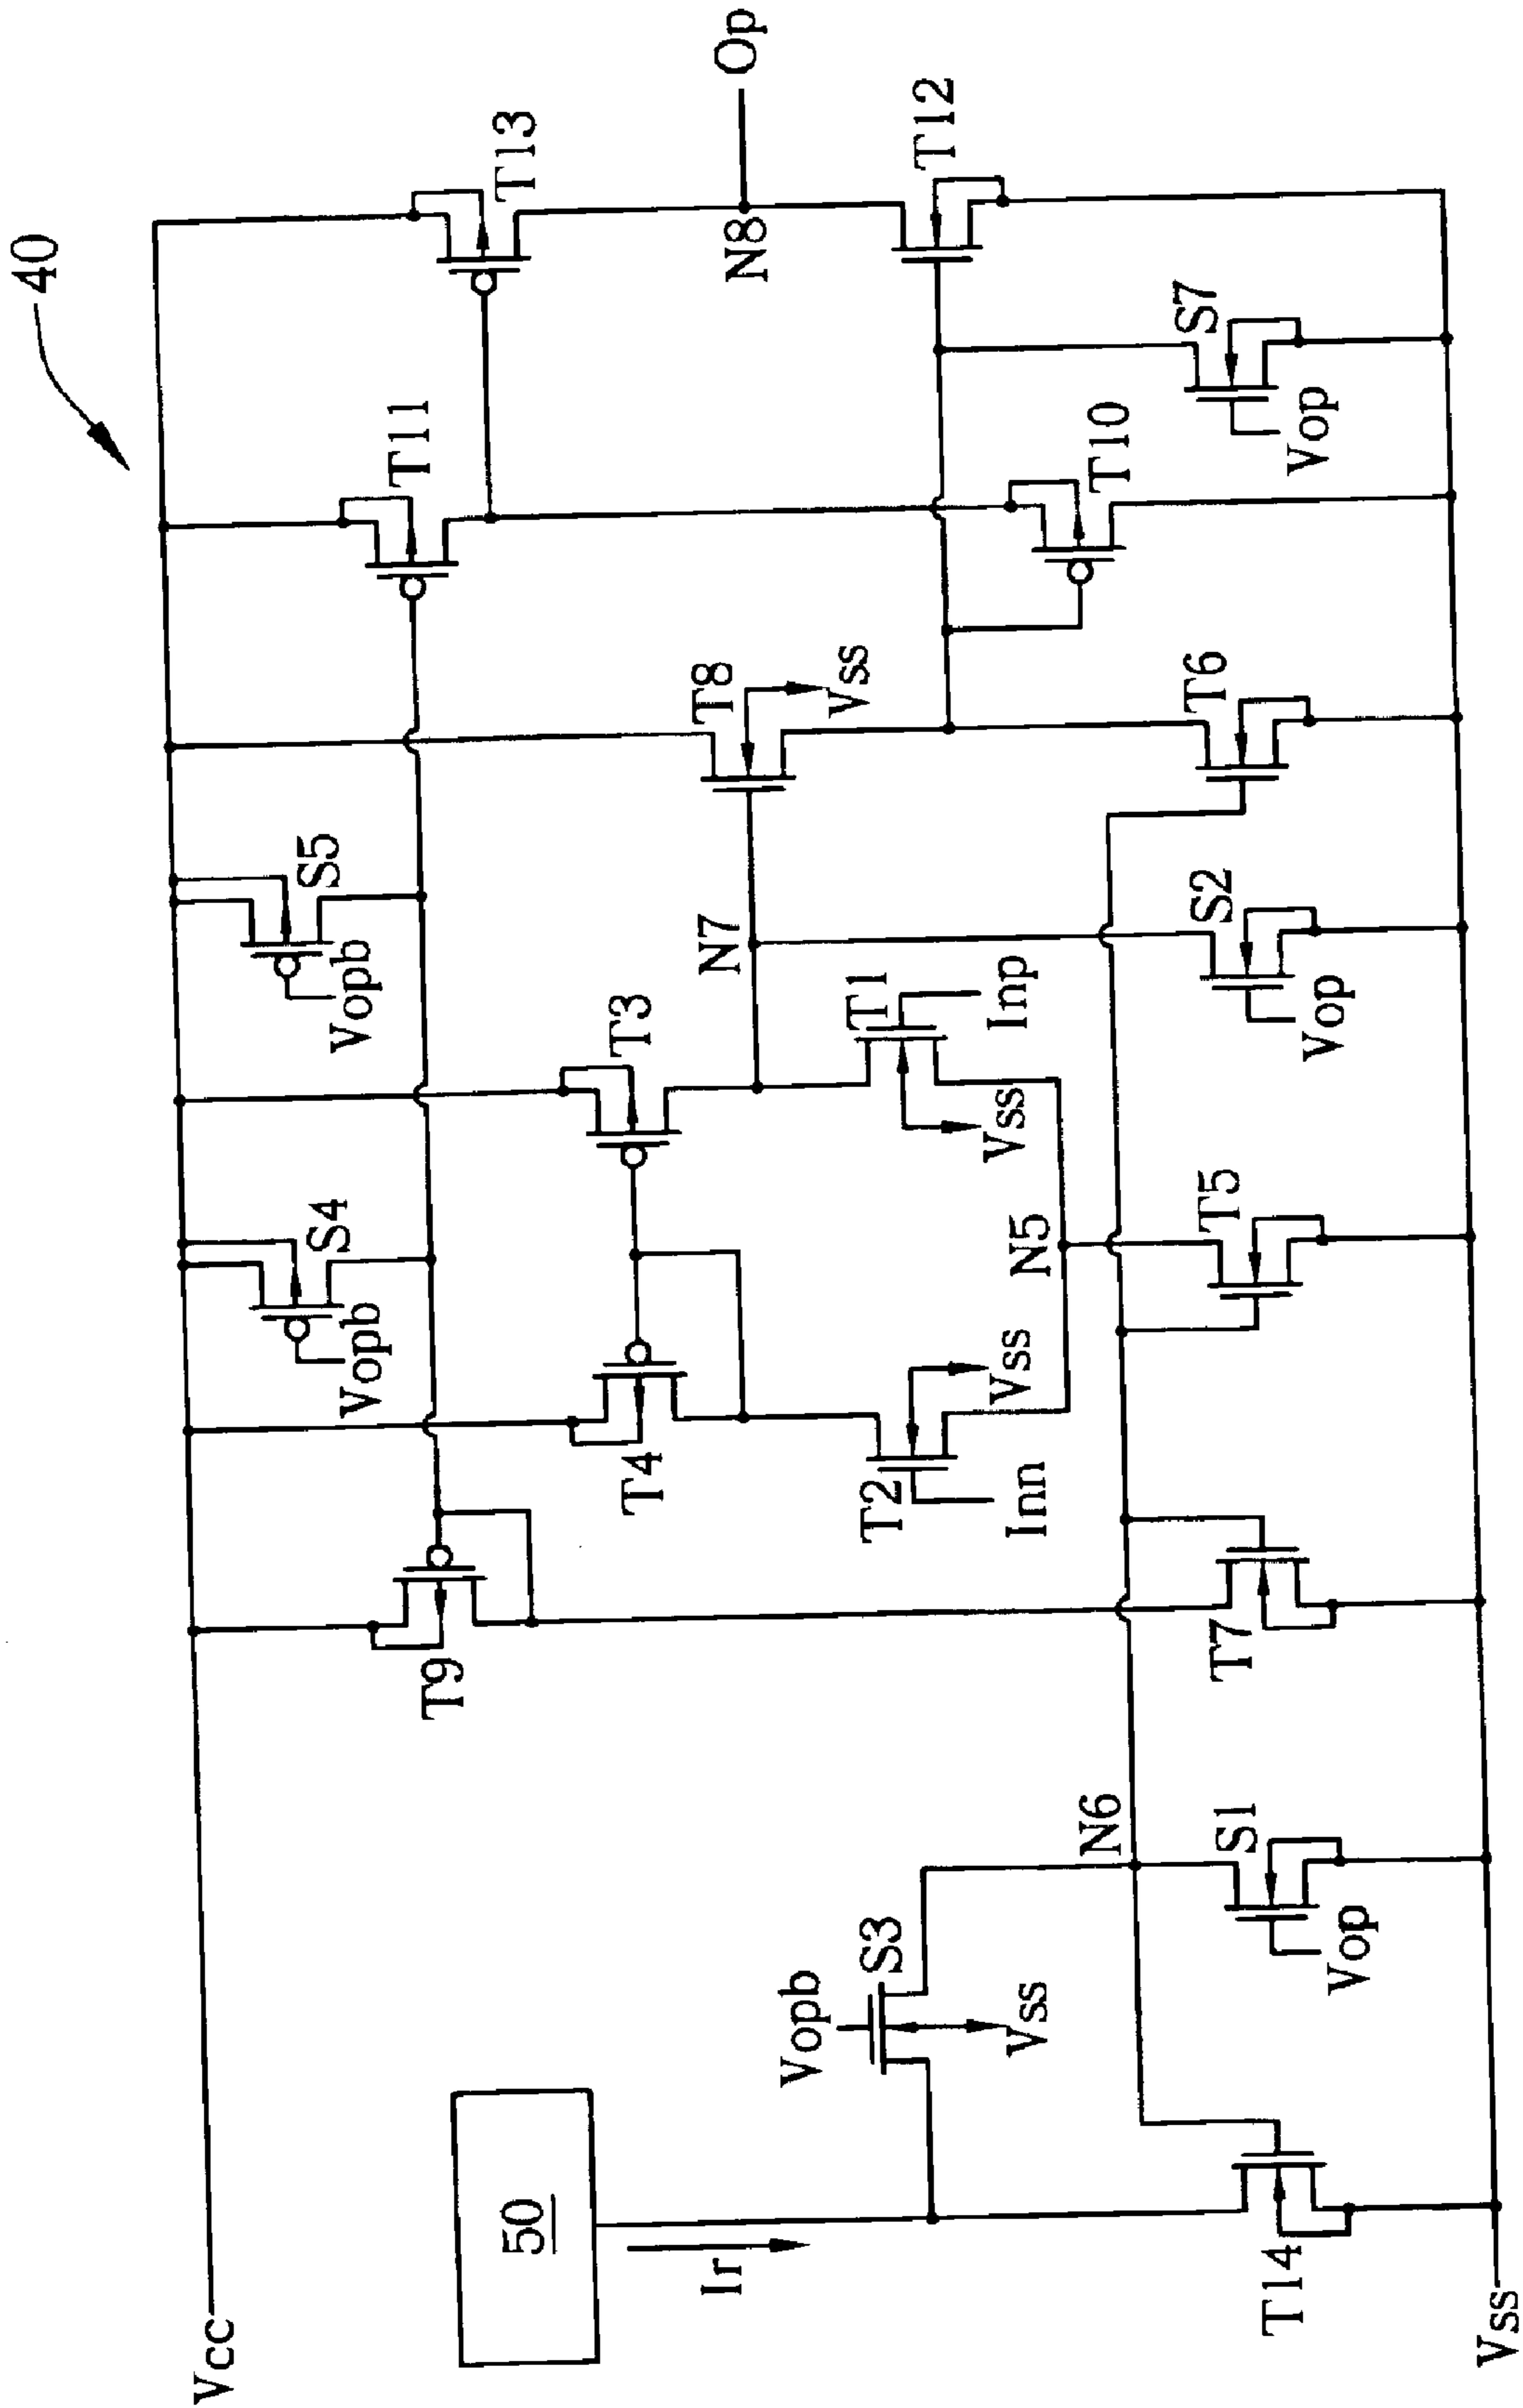 40
Vcc
T9
Vopb
S4
Vopb
S5
T11
T13
T4
T3
N7
T8
Vss
N8
Op
50
Ir
Vopb
S3
Vss
T2
Inn
Vss
T1
Inp
Vss
N5
T12
N6
T14
S1
Vop
T7
T5
S2
Vop
T6
T10
S7
Vop
Vss